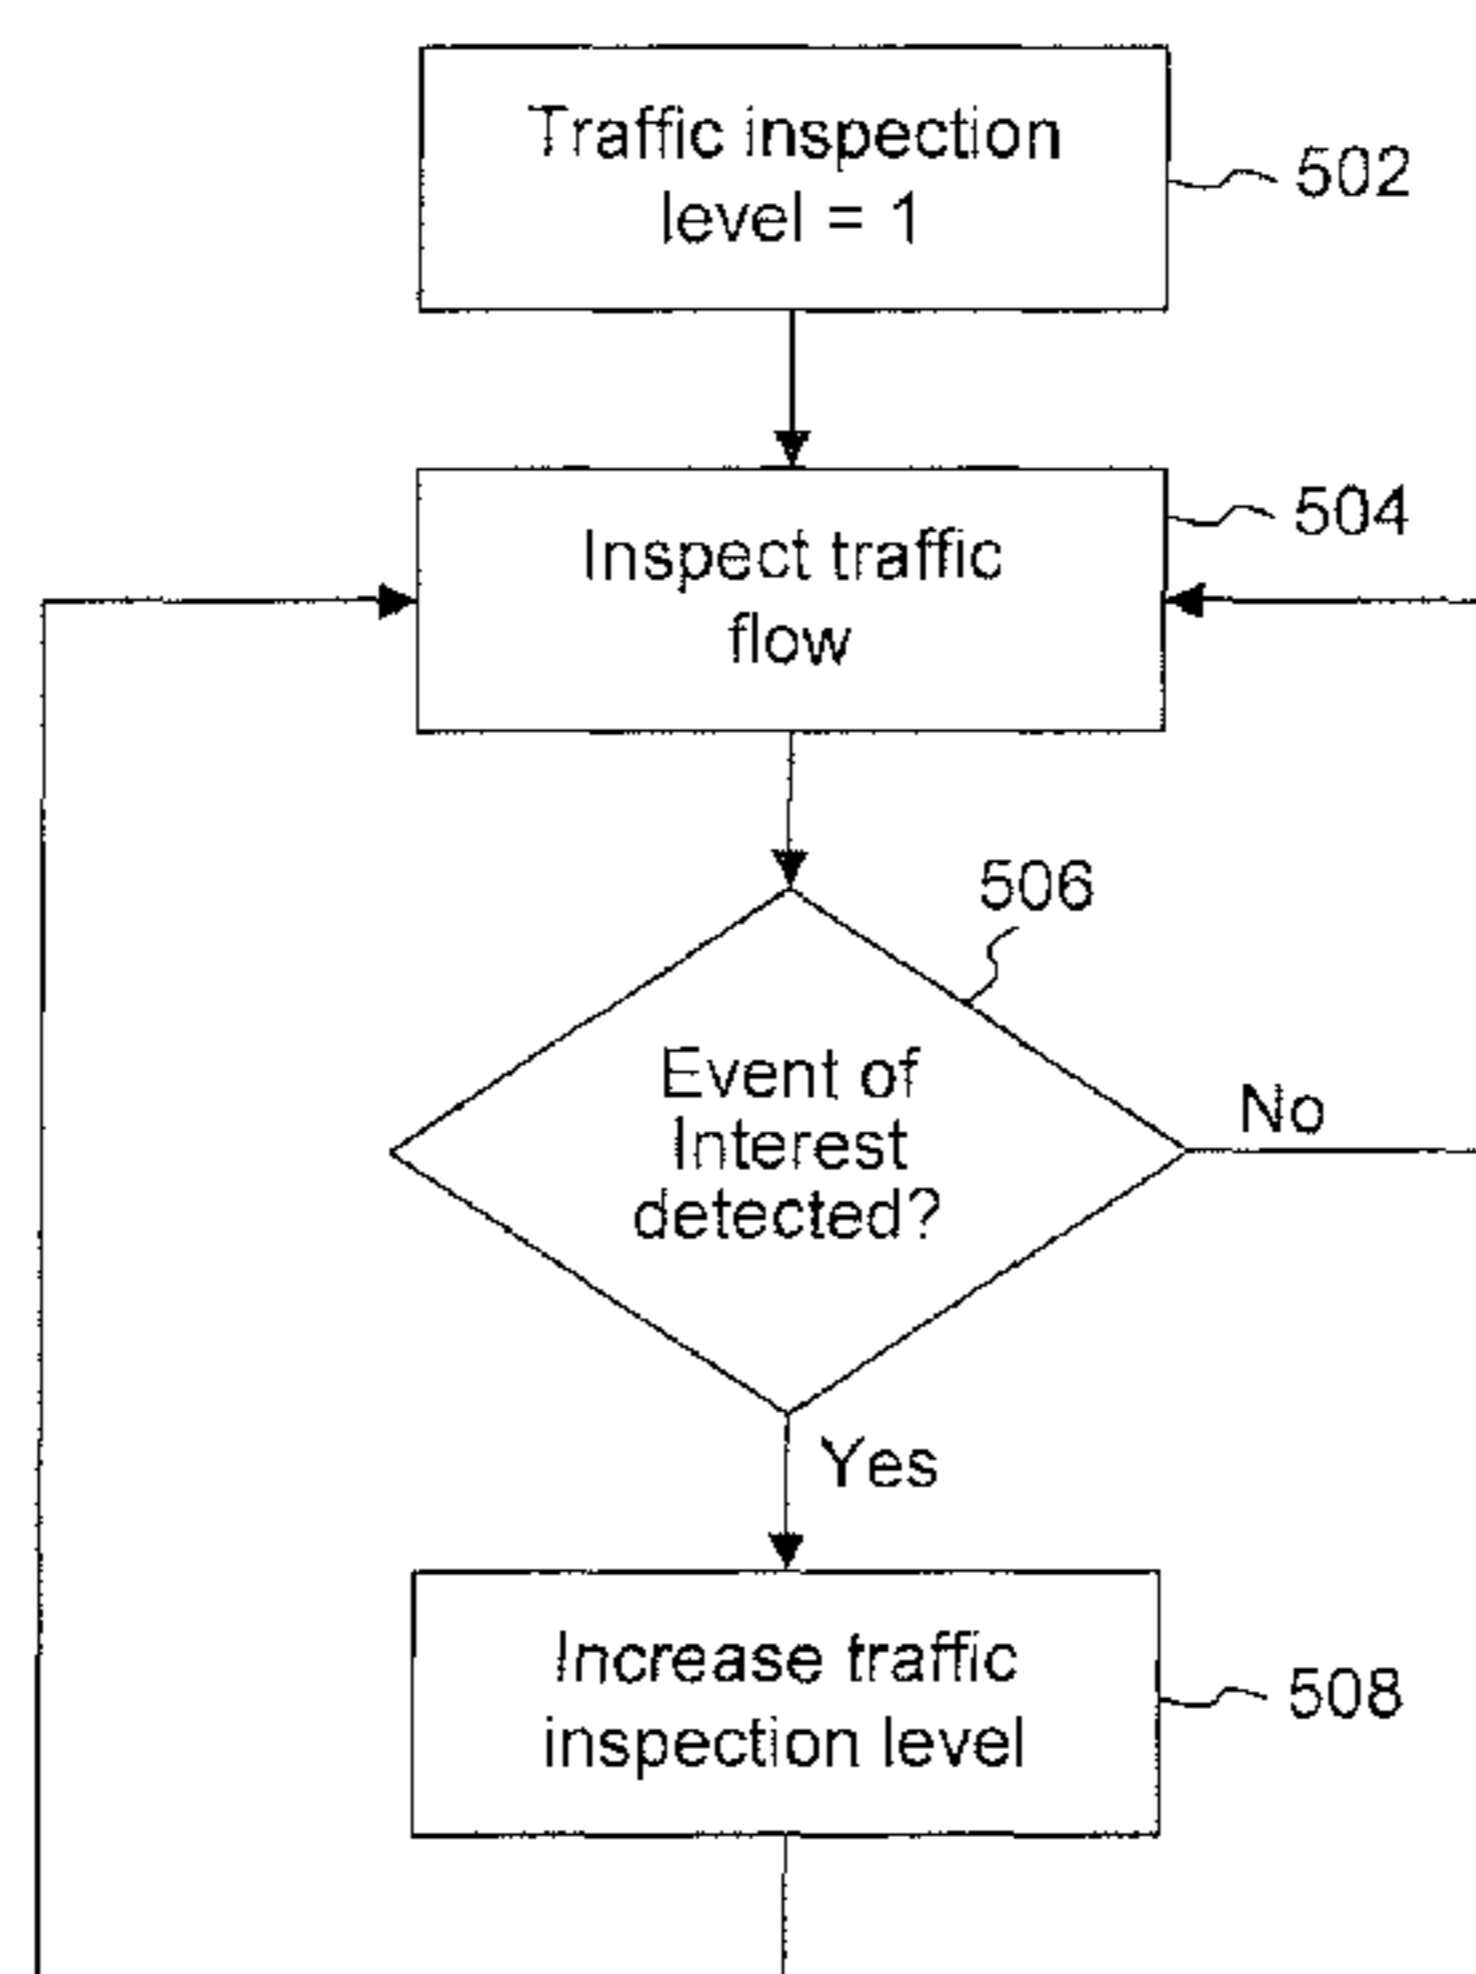 Traffic inspection
level = 1
502
Inspect traffic
flow
504
506
Event of
Interest
detected?
No
Yes
Increase traffic
inspection level
508